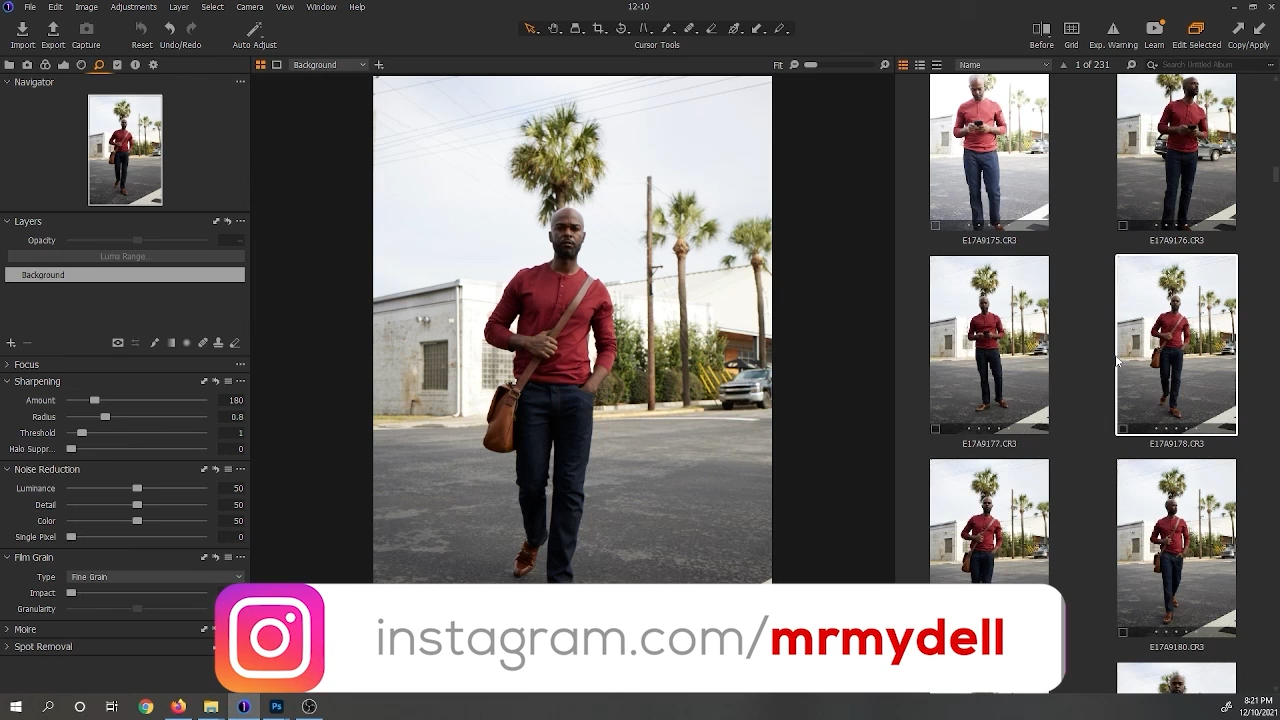 File Edit View Adjustments Layer Select Image Camera Window Help
12-10
Import Export Capture
Reset Undo/Redo
Auto Adjust
Cursor Tools
Before Grid Exp. Warning Learn Edit Selected Copy/Apply
Background
Fit
Name
1 of 231
Search Untitled Album
Navigator
Layers
Opacity
Luma Range...
Background
Focus
Sharpening
Amount 180
Radius 0.8
Threshold 1
Halo Suppr... 0
Noise Reduction
Luminance 50
Detail 50
Color 50
Single Pixel 0
Film Grain
Type Fine Grain
Impact
Granularity
Moire
Spot Removal
E17A9175.CR3
E17A9176.CR3
E17A9177.CR3
E17A9178.CR3
E17A9180.CR3
instagram.com/mrmydell
Ps
8:21 PM
12/10/2021